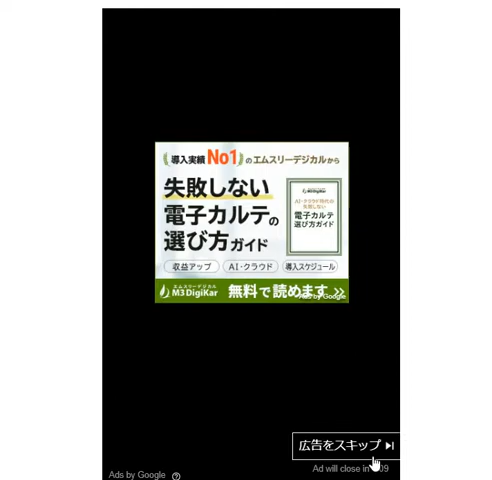 導入実績 No1 のエムスリーデジカルから
失敗しない
電子カルテの
選び方ガイド
M3 DigiKar
AI・クラウド時代の
失敗しない
電子カルテ
選び方ガイド
収益アップ
AI・クラウド
導入スケジュール
エムスリーデジカル
M3 DigiKar
無料で読めます >>
Ads by Google
広告をスキップ
Ad will close in
09
Ads by Google